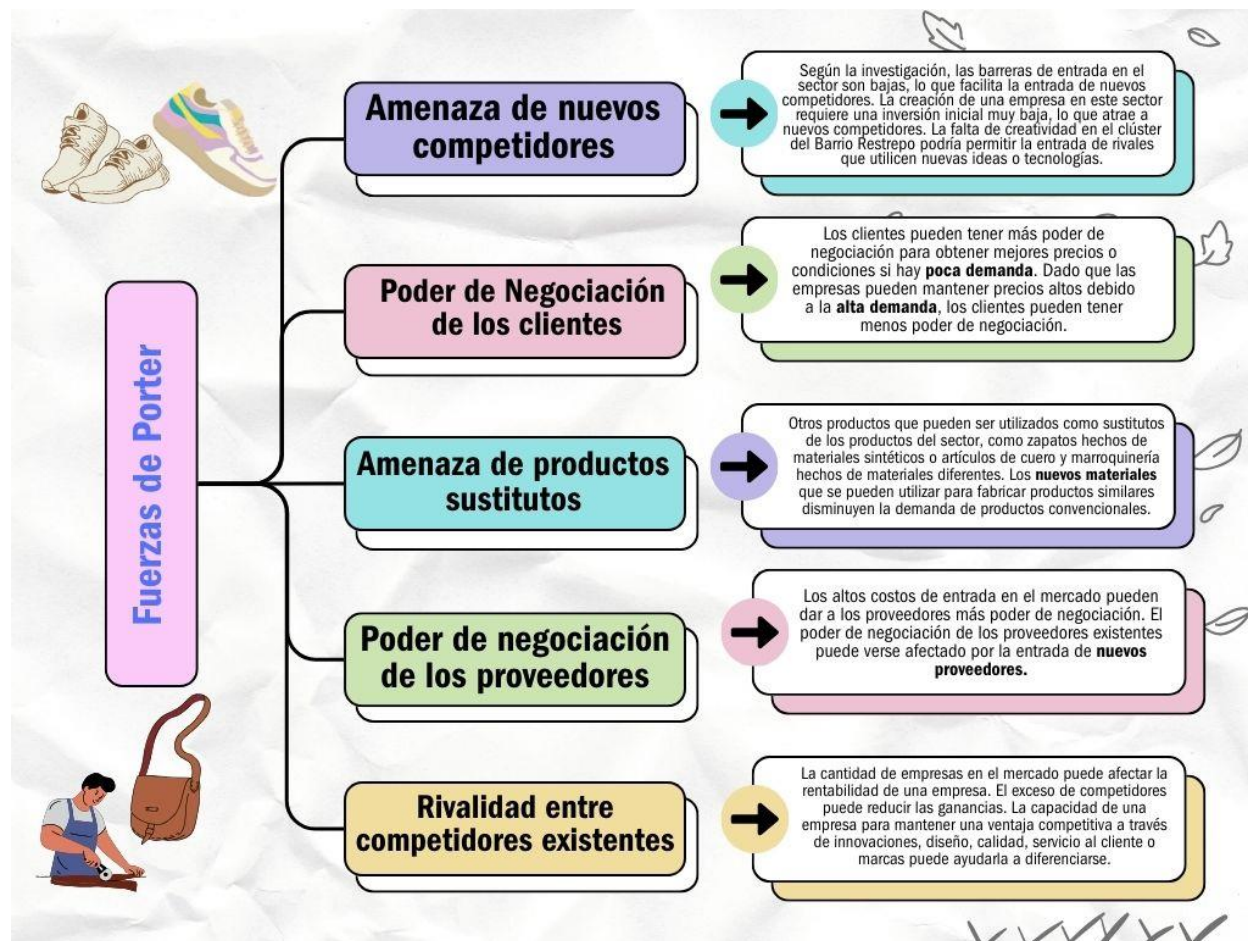 Fuerzas de Porter
Amenaza de nuevos
competidores
Según la investigación, las barreras de entrada en el
sector son bajas, lo que facilita la entrada de nuevos
competidores. La creación de una empresa en este sector
requiere una inversión inicial muy baja, lo que atrae a
nuevos competidores. La falta de creatividad en el clúster
del Barrio Restrepo podría permitir la entrada de rivales
que utilicen nuevas ideas o tecnologías.
Poder de Negociación
de los clientes
Los clientes pueden tener más poder de
negociación para obtener mejores precios o
condiciones si hay poca demanda. Dado que las
empresas pueden mantener precios altos debido
a la alta demanda, los clientes pueden tener
menos poder de negociación.
Amenaza de productos
sustitutos
Otros productos que pueden ser utilizados como sustitutos
de los productos del sector, como zapatos hechos de
materiales sintéticos o artículos de cuero y marroquinería
hechos de materiales diferentes. Los nuevos materiales
que se pueden utilizar para fabricar productos similares
disminuyen la demanda de productos convencionales.
Poder de negociación
de los proveedores
Los altos costos de entrada en el mercado pueden
dar a los proveedores más poder de negociación. El
poder de negociación de los proveedores existentes
puede verse afectado por la entrada de nuevos
proveedores.
Rivalidad entre
competidores existentes
La cantidad de empresas en el mercado puede afectar la
rentabilidad de una empresa. El exceso de competidores
puede reducir las ganancias. La capacidad de una
empresa para mantener una ventaja competitiva a través
de innovaciones, diseño, calidad, servicio al cliente o
marcas puede ayudarla a diferenciarse.